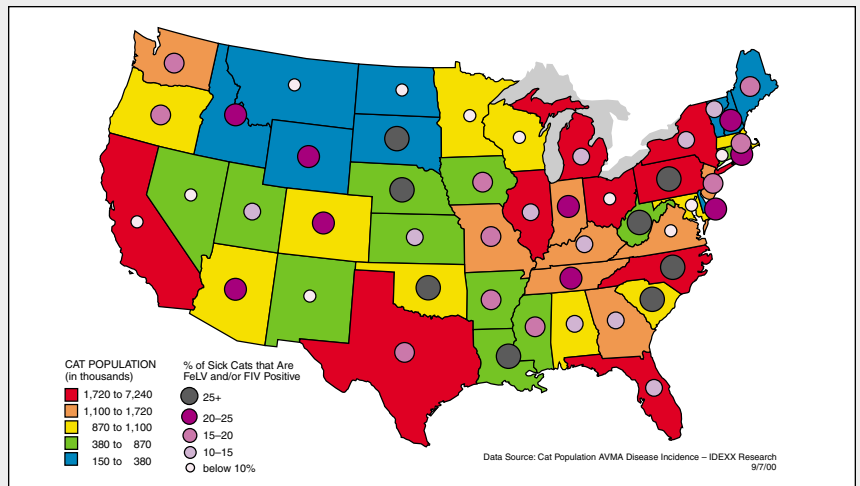 CAT POPULATION
(in thousands)
1,720 to 7,240
1,100 to 1,720
870 to 1,100
380 to 870
150 to 380
% of Sick Cats that Are
FeLV and/or FIV Positive
25+
20–25
15–20
10–15
below 10%
Data Source: Cat Population AVMA Disease Incidence – IDEXX Research
9/7/00